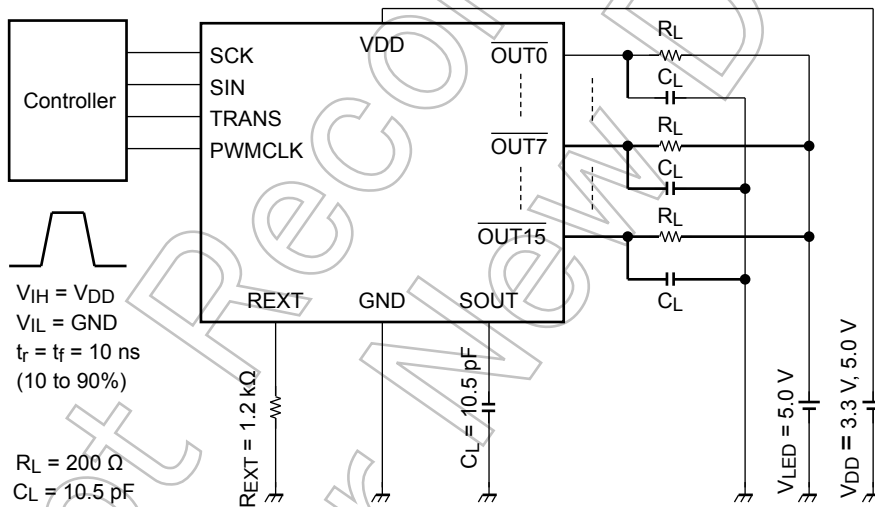 Controller
SCK
SIN
TRANS
PWMCLK
VDD
OUT0
OUT7
OUT15
REXT
GND
SOUT
RL
CL
RL
CL
RL
CL
VIH = VDD
VIL = GND
tr = tf = 10 ns
(10 to 90%)
RL = 200 Ω
CL = 10.5 pF
REXT = 1.2 kΩ
CL = 10.5 pF
VLED = 5.0 V
VDD = 3.3 V, 5.0 V